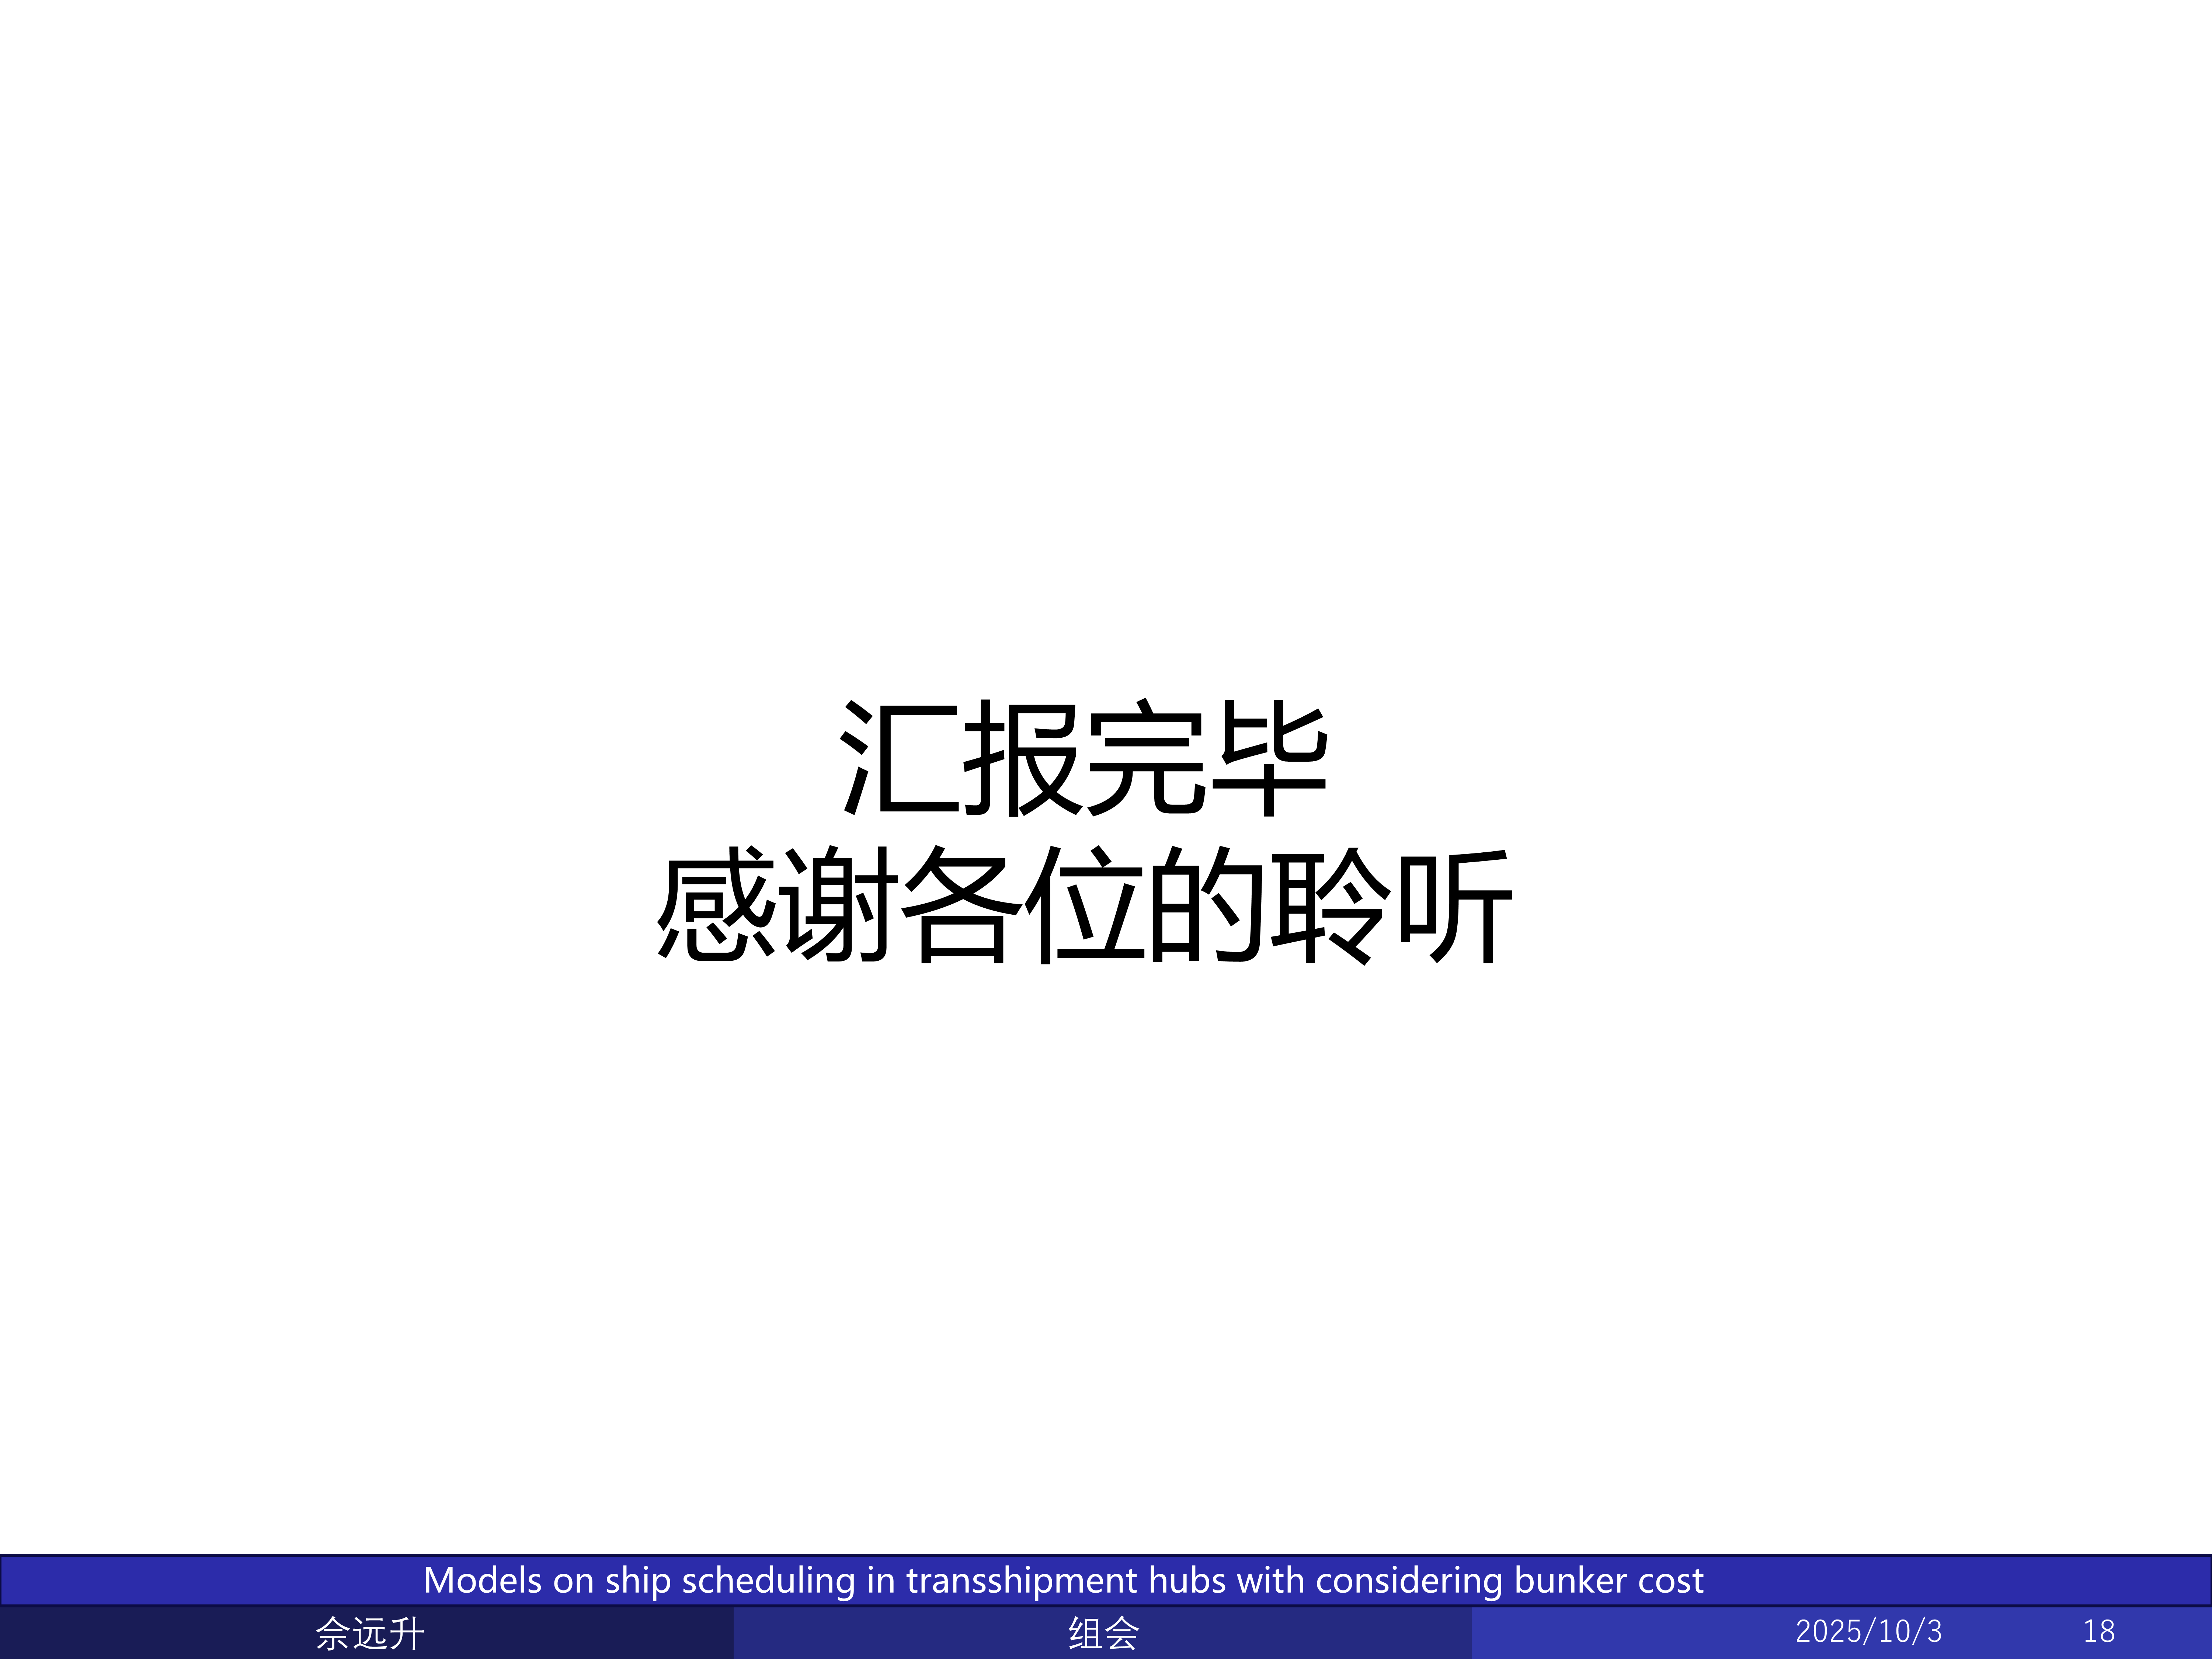 汇报完毕
感谢各位的聆听
Models on ship scheduling in transshipment hubs with considering bunker cost
佘远升
组会
2025/10/3
18